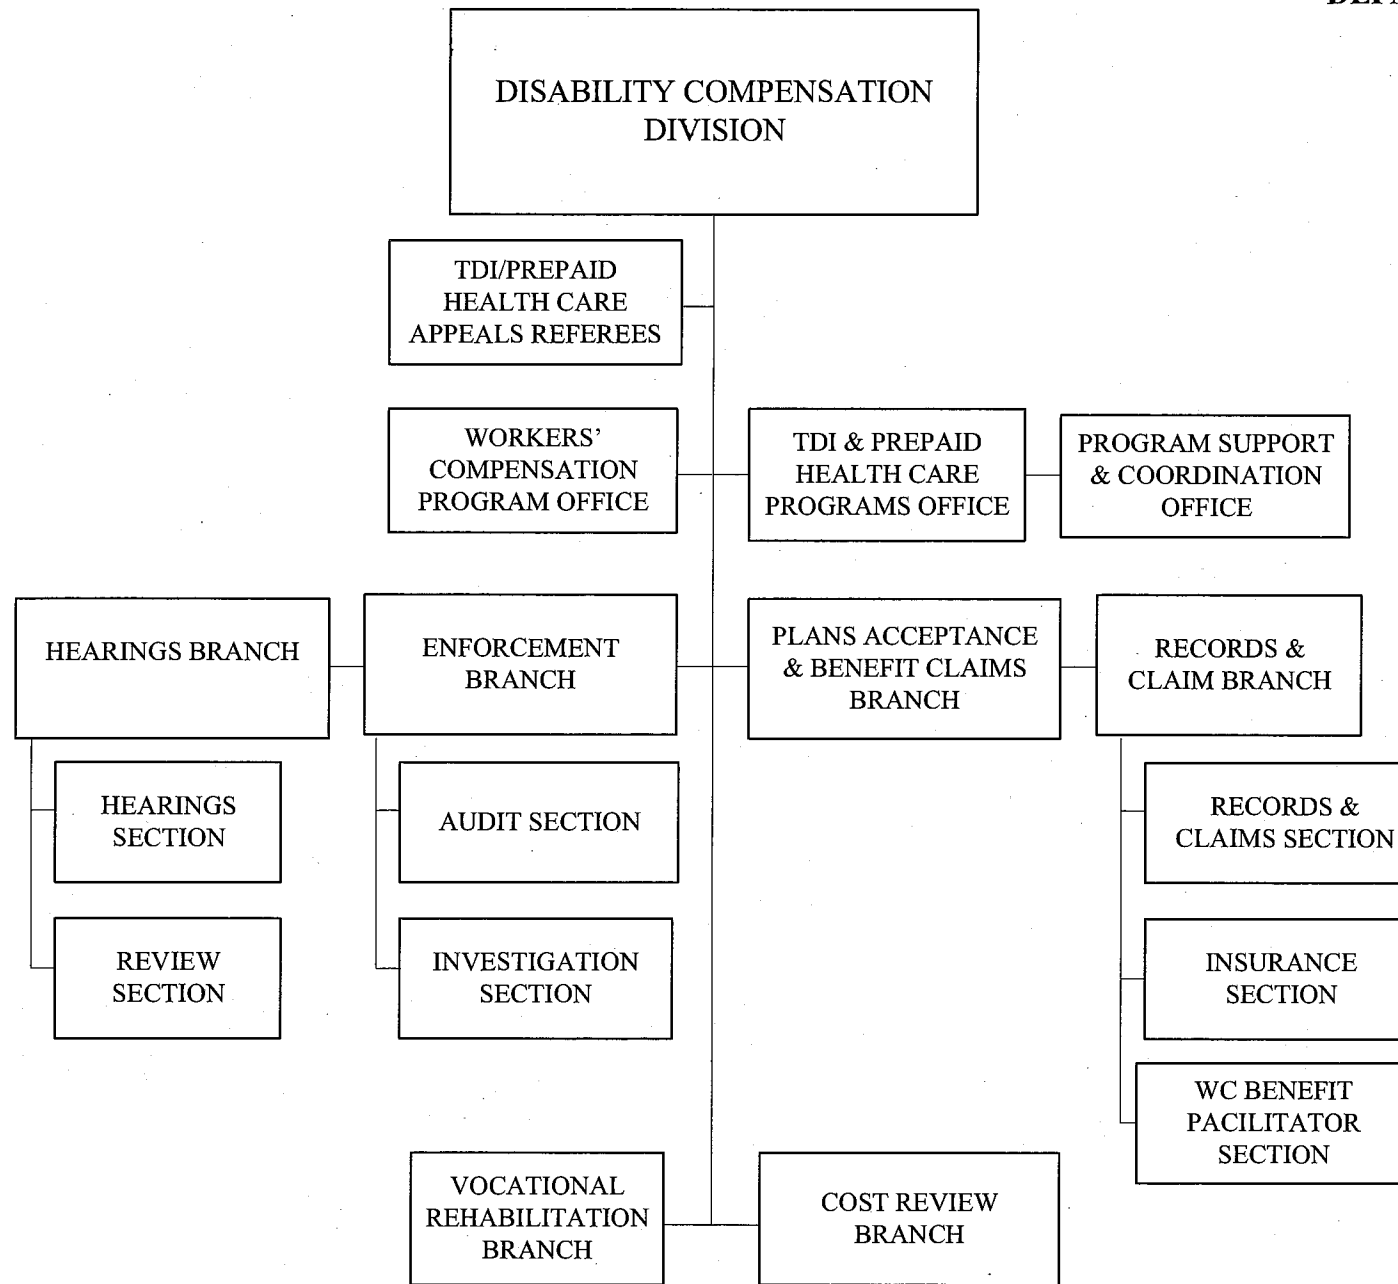 DISABILITY COMPENSATION
DIVISION
TDI/PREPAID
HEALTH CARE
APPEALS REFEREES
WORKERS'
COMPENSATION
PROGRAM OFFICE
TDI & PREPAID
HEALTH CARE
PROGRAMS OFFICE
PROGRAM SUPPORT
& COORDINATION
OFFICE
HEARINGS BRANCH
ENFORCEMENT
BRANCH
PLANS ACCEPTANCE
& BENEFIT CLAIMS
BRANCH
RECORDS &
CLAIM BRANCH
HEARINGS
SECTION
AUDIT SECTION
RECORDS &
CLAIMS SECTION
REVIEW
SECTION
INVESTIGATION
SECTION
INSURANCE
SECTION
WC BENEFIT
PACILITATOR
SECTION
VOCATIONAL
REHABILITATION
BRANCH
COST REVIEW
BRANCH